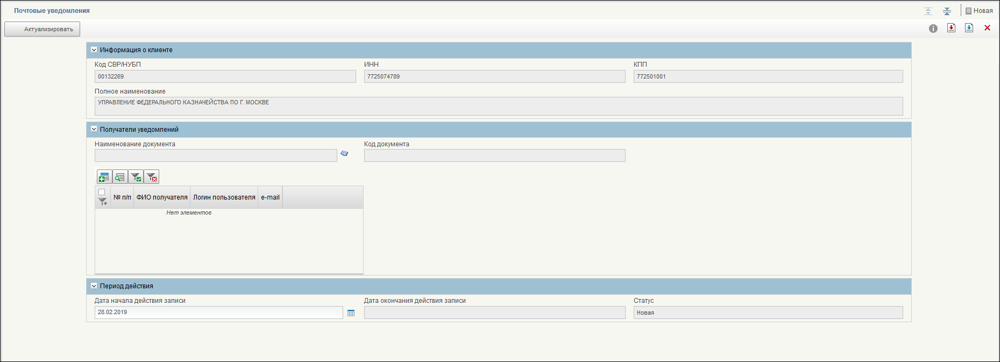 Почтовые уведомления
Новая
Актуализировать
Информация о клиенте
Код СВР/НУБП ИНН КПП
00132269 7725074789 772501001
Полное наименование
УПРАВЛЕНИЕ ФЕДЕРАЛЬНОГО КАЗНАЧЕЙСТВА ПО Г. МОСКВЕ
Получатели уведомлений
Наименование документа Код документа
№ п/п ФИО получателя Логин пользователя e-mail
Нет элементов
Период действия
Дата начала действия записи Дата окончания действия записи Статус
28.02.2019 Новая